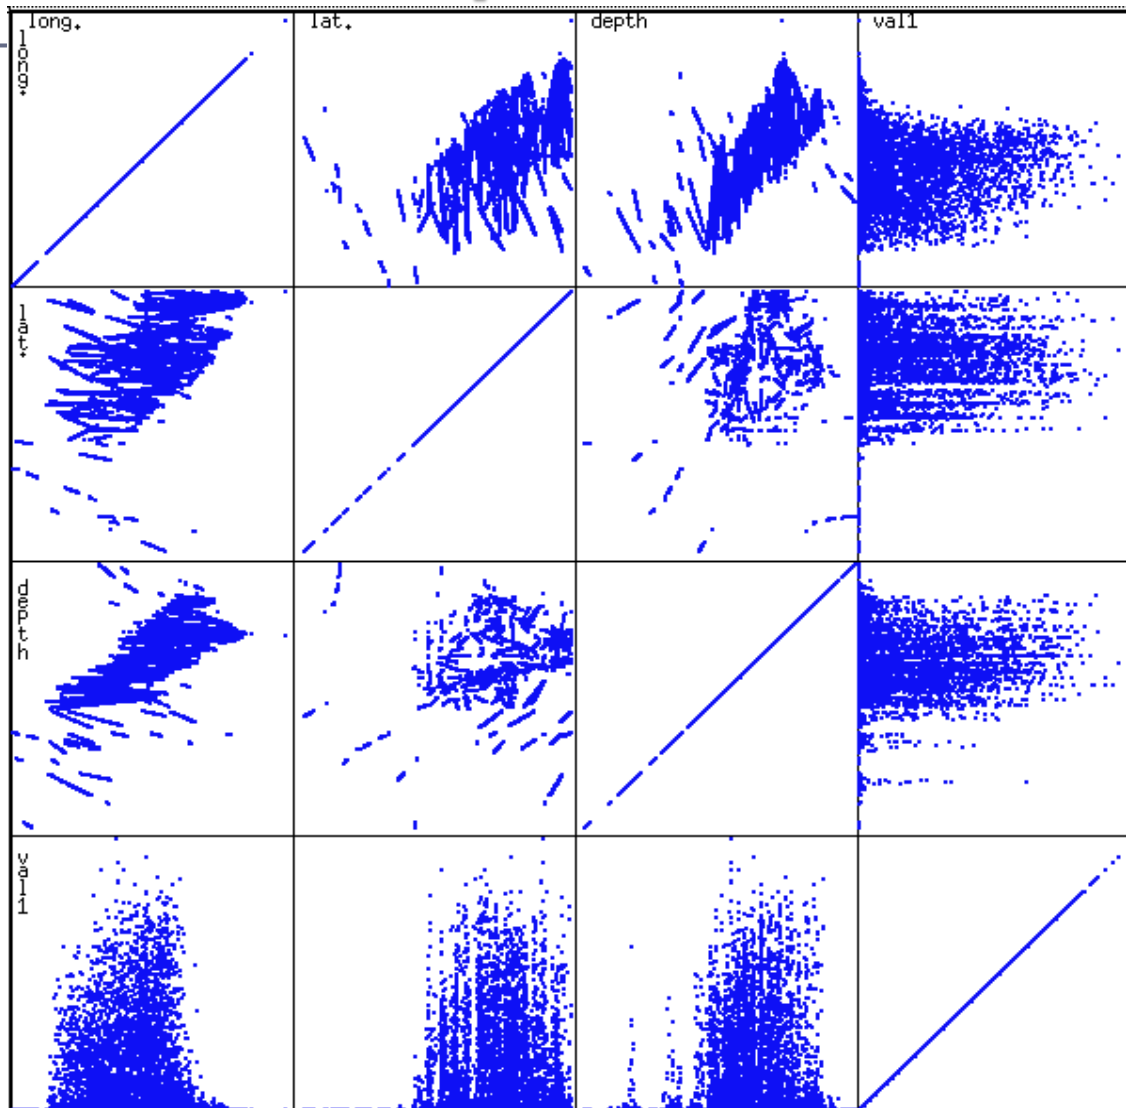 long. lat. depth val1
long.
lat.
depth
val1